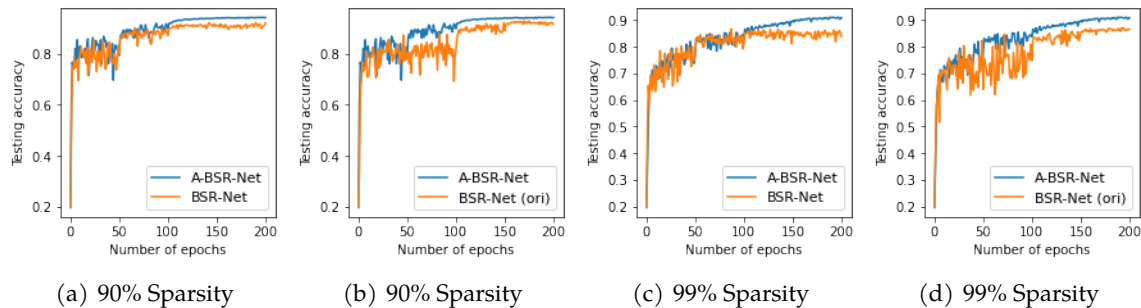 Testing accuracy
0.8
0.6
0.4
0.2
0
50
100
150
200
Number of epochs
A-BSR-Net
BSR-Net
(a) 90% Sparsity
Testing accuracy
0.8
0.6
0.4
0.2
0
50
100
150
200
Number of epochs
A-BSR-Net
BSR-Net (ori)
(b) 90% Sparsity
Testing accuracy
0.9
0.8
0.7
0.6
0.5
0.4
0.3
0.2
0
50
100
150
200
Number of epochs
A-BSR-Net
BSR-Net
(c) 99% Sparsity
Testing accuracy
0.9
0.8
0.7
0.6
0.5
0.4
0.3
0.2
0
50
100
150
200
Number of epochs
A-BSR-Net
BSR-Net (ori)
(d) 99% Sparsity